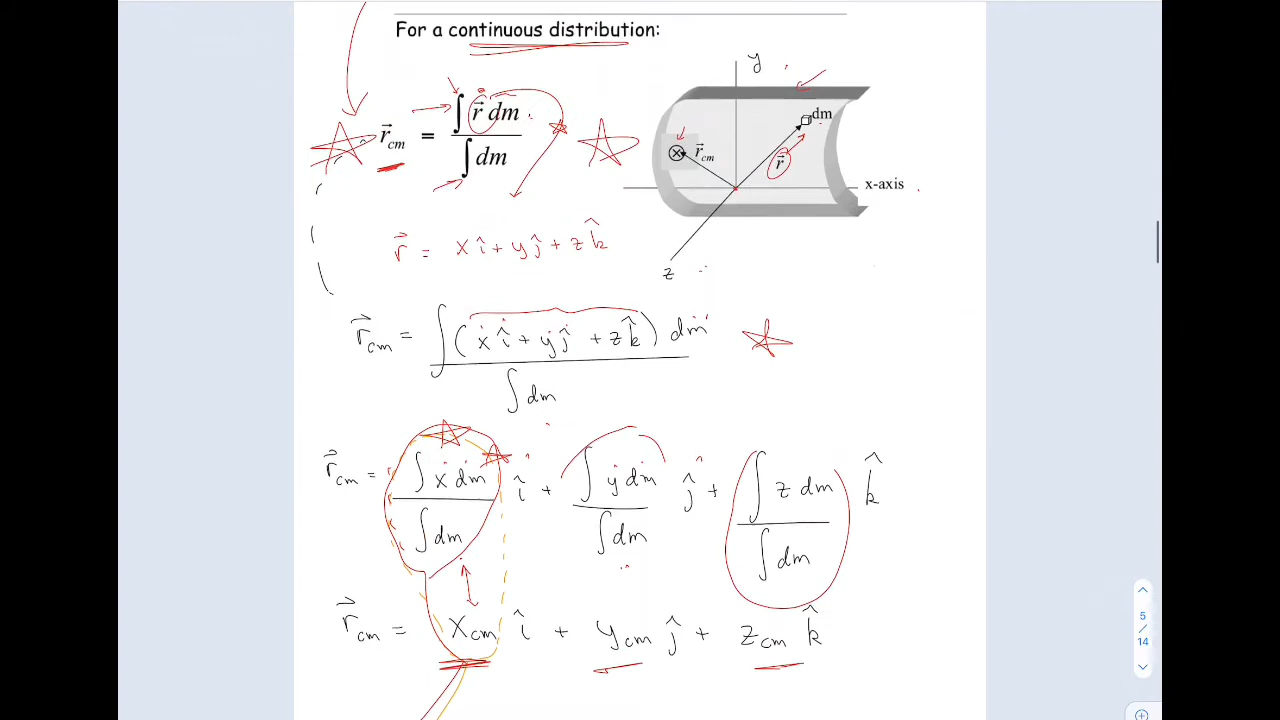 For a continuous distribution:
y
r⃗cm = ∫ r⃗ dm / ∫ dm
dm
r⃗cm
r⃗
x-axis
r⃗ = x î + y ĵ + z k̂
z
r⃗cm = ∫ (x î + y ĵ + z k̂) dm / ∫ dm
r⃗cm = ∫ x dm / ∫ dm î + ∫ y dm / ∫ dm ĵ + ∫ z dm / ∫ dm k̂
r⃗cm = xcm î + ycm ĵ + zcm k̂
5
/
14